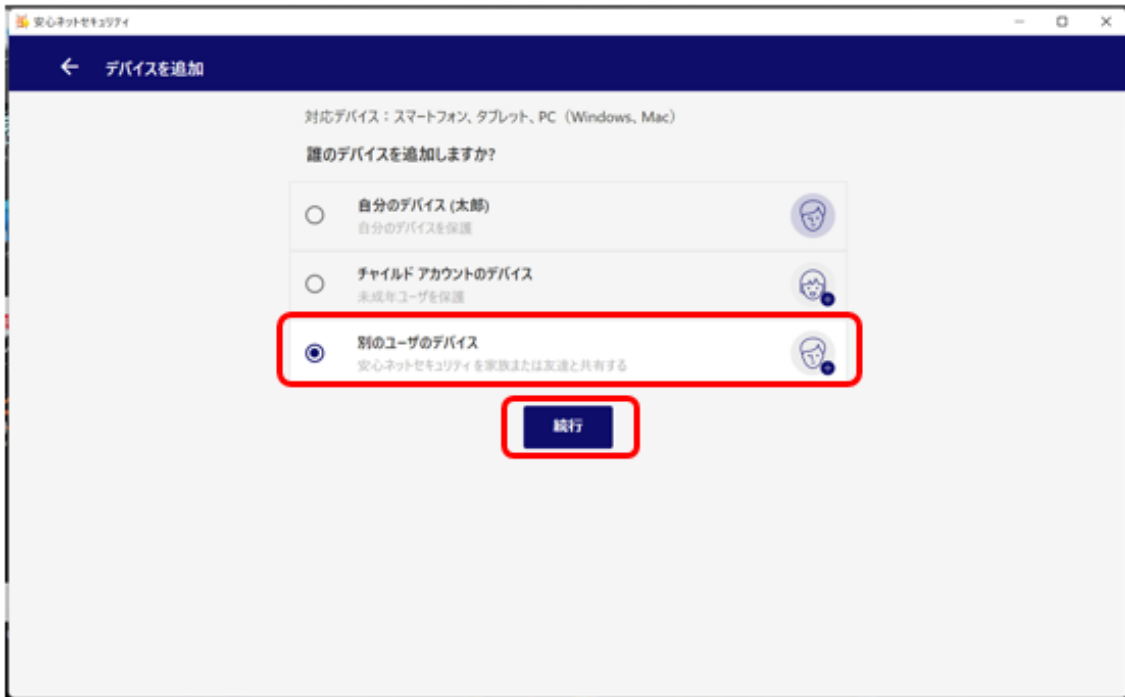 安心ネットセキュリティ
デバイスを追加
対応デバイス：スマートフォン、タブレット、PC（Windows、Mac）
誰のデバイスを追加しますか?
自分のデバイス (太郎)
自分のデバイスを保護
チャイルド アカウントのデバイス
未成年ユーザを保護
別のユーザのデバイス
安心ネットセキュリティを家族または友達と共有する
続行